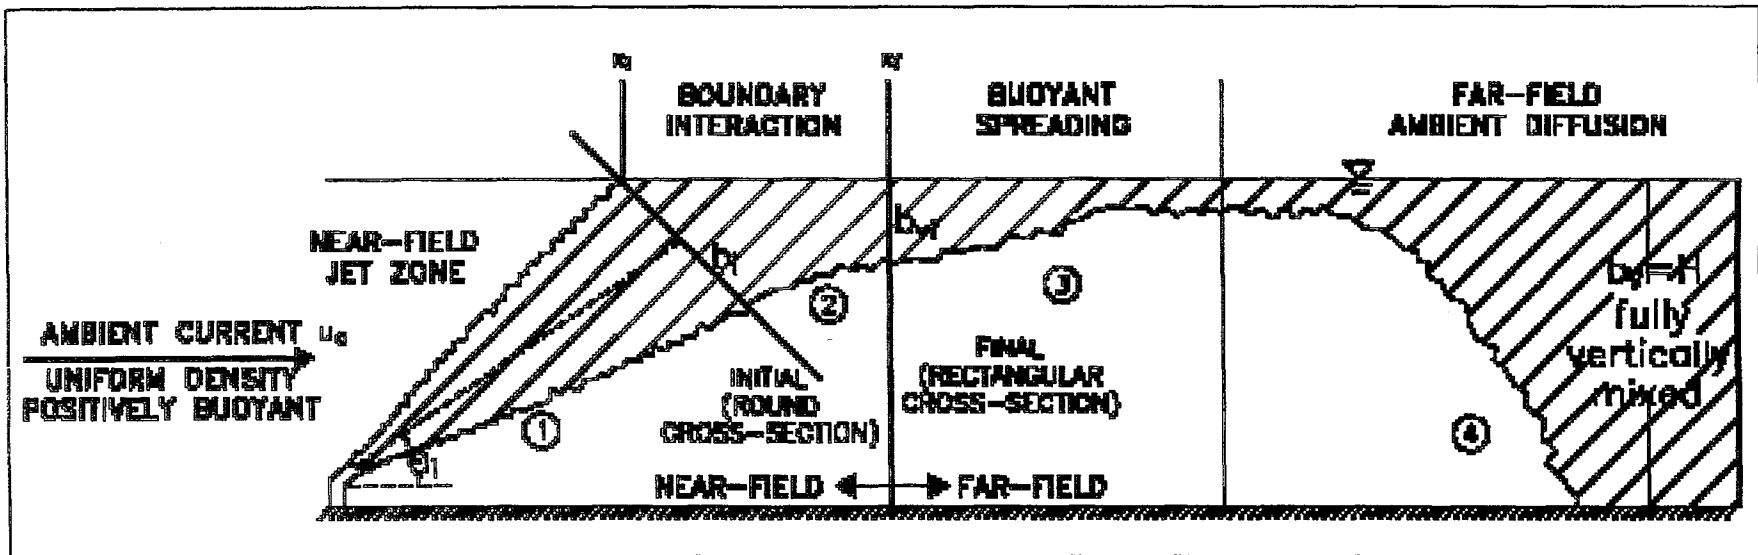 BOUNDARY
INTERACTION
BUOYANT
SPREADING
FAR-FIELD
AMBIENT DIFFUSION
NEAR-FIELD
JET ZONE
AMBIENT CURRENT
UNIFORM DENSITY
POSITIVELY BUOYANT
1
2
3
4
INITIAL
(ROUND
CROSS-SECTION)
FINAL
(RECTANGULAR
CROSS-SECTION)
fully
vertically
mixed
NEAR-FIELD
FAR-FIELD